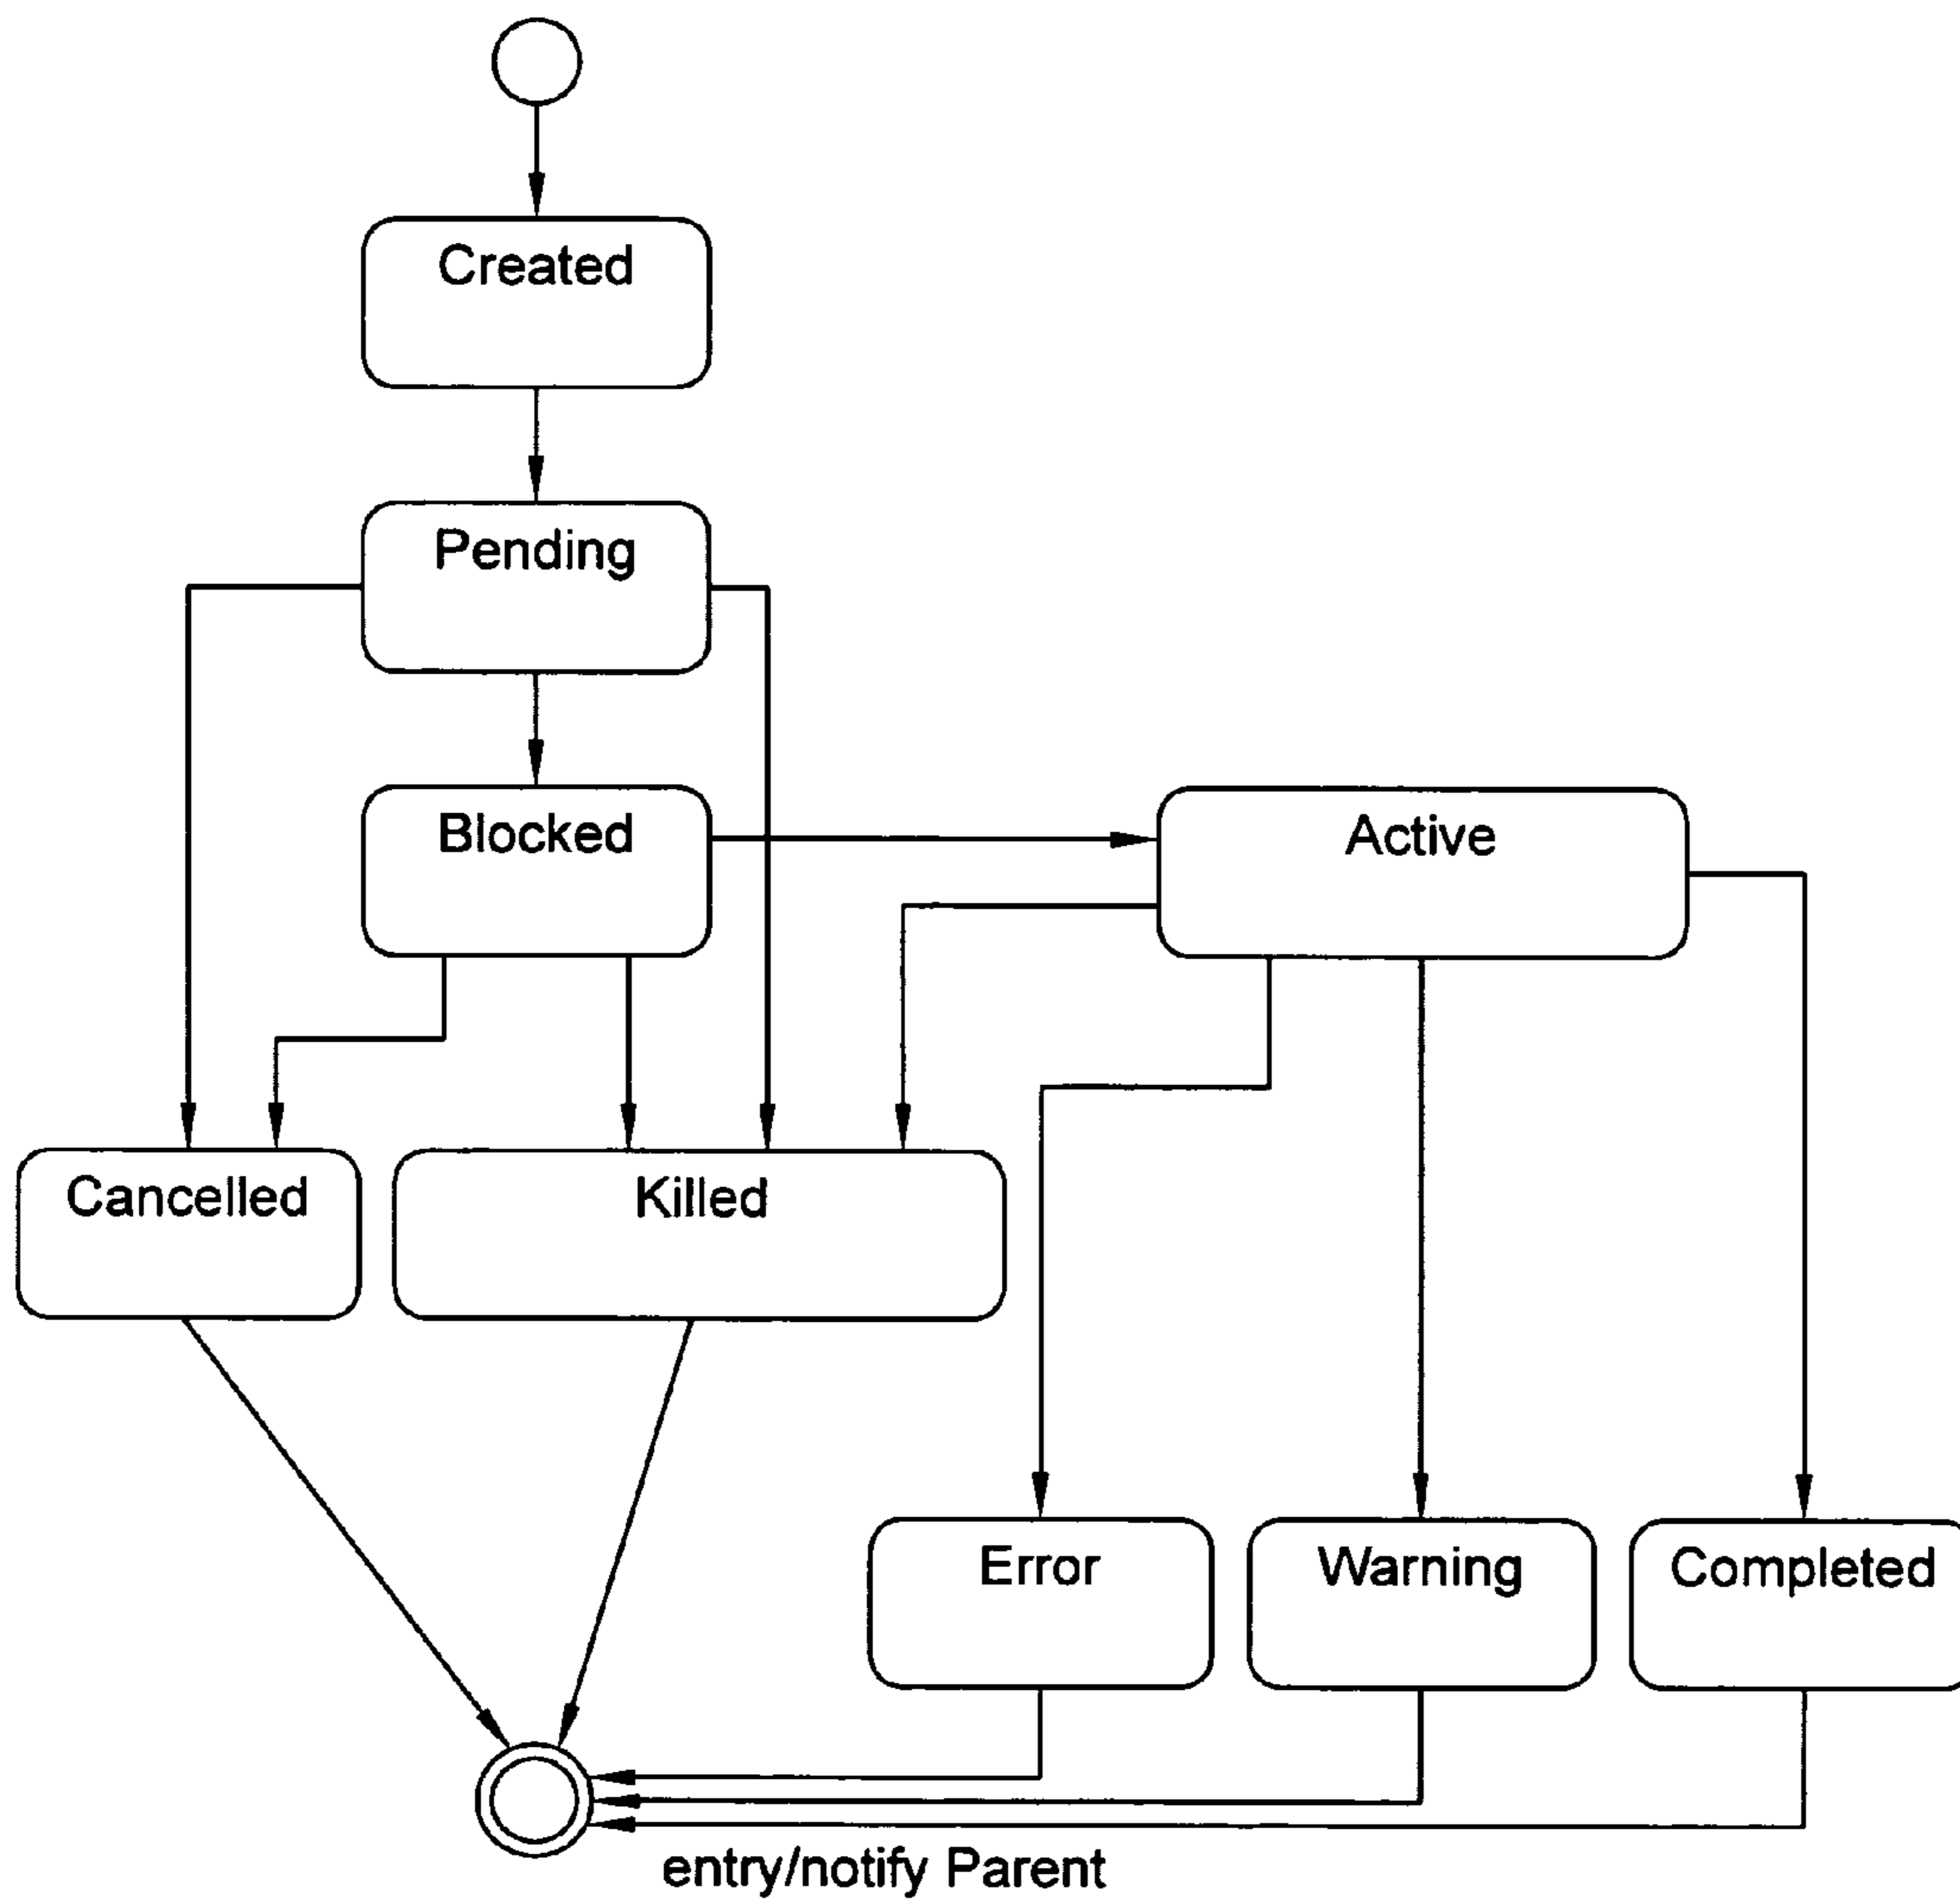 Created
Pending
Blocked
Active
Cancelled
Killed
Error
Warning
Completed
entry/notify Parent